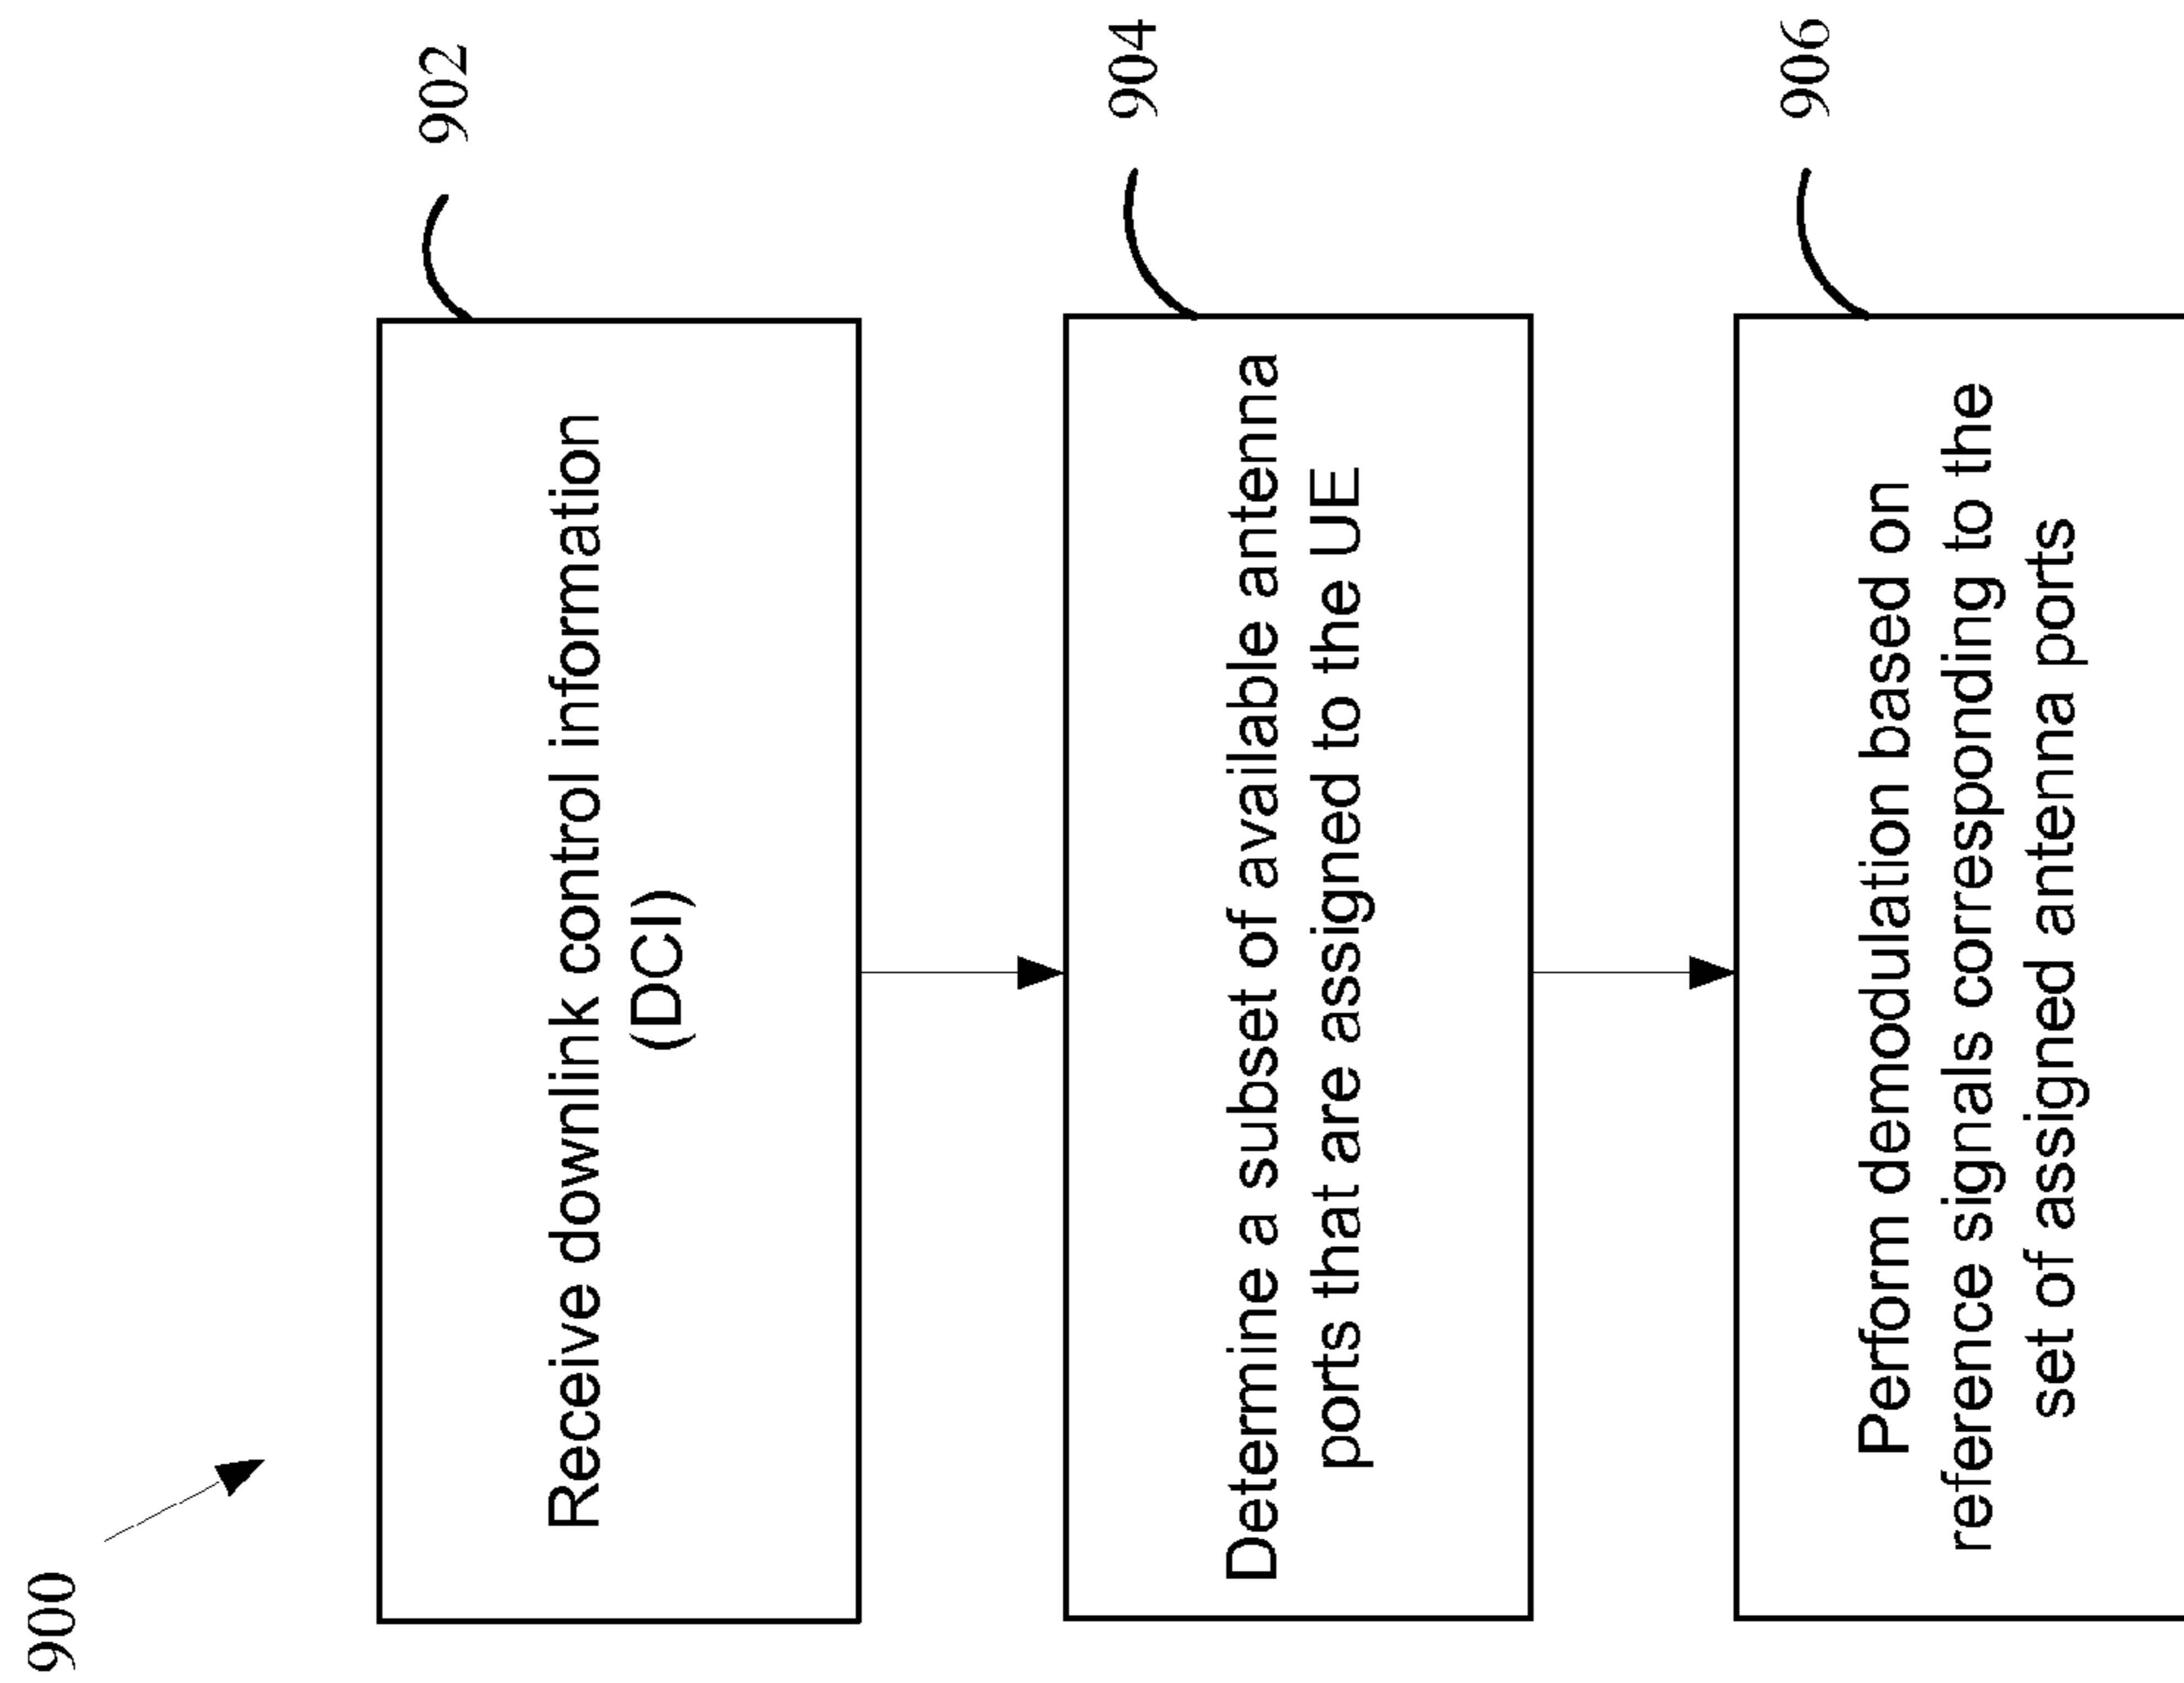 900
902
Receive downlink control information
(DCI)
904
Determine a subset of available antenna
ports that are assigned to the UE
906
Perform demodulation based on
reference signals corresponding to the
set of assigned antenna ports